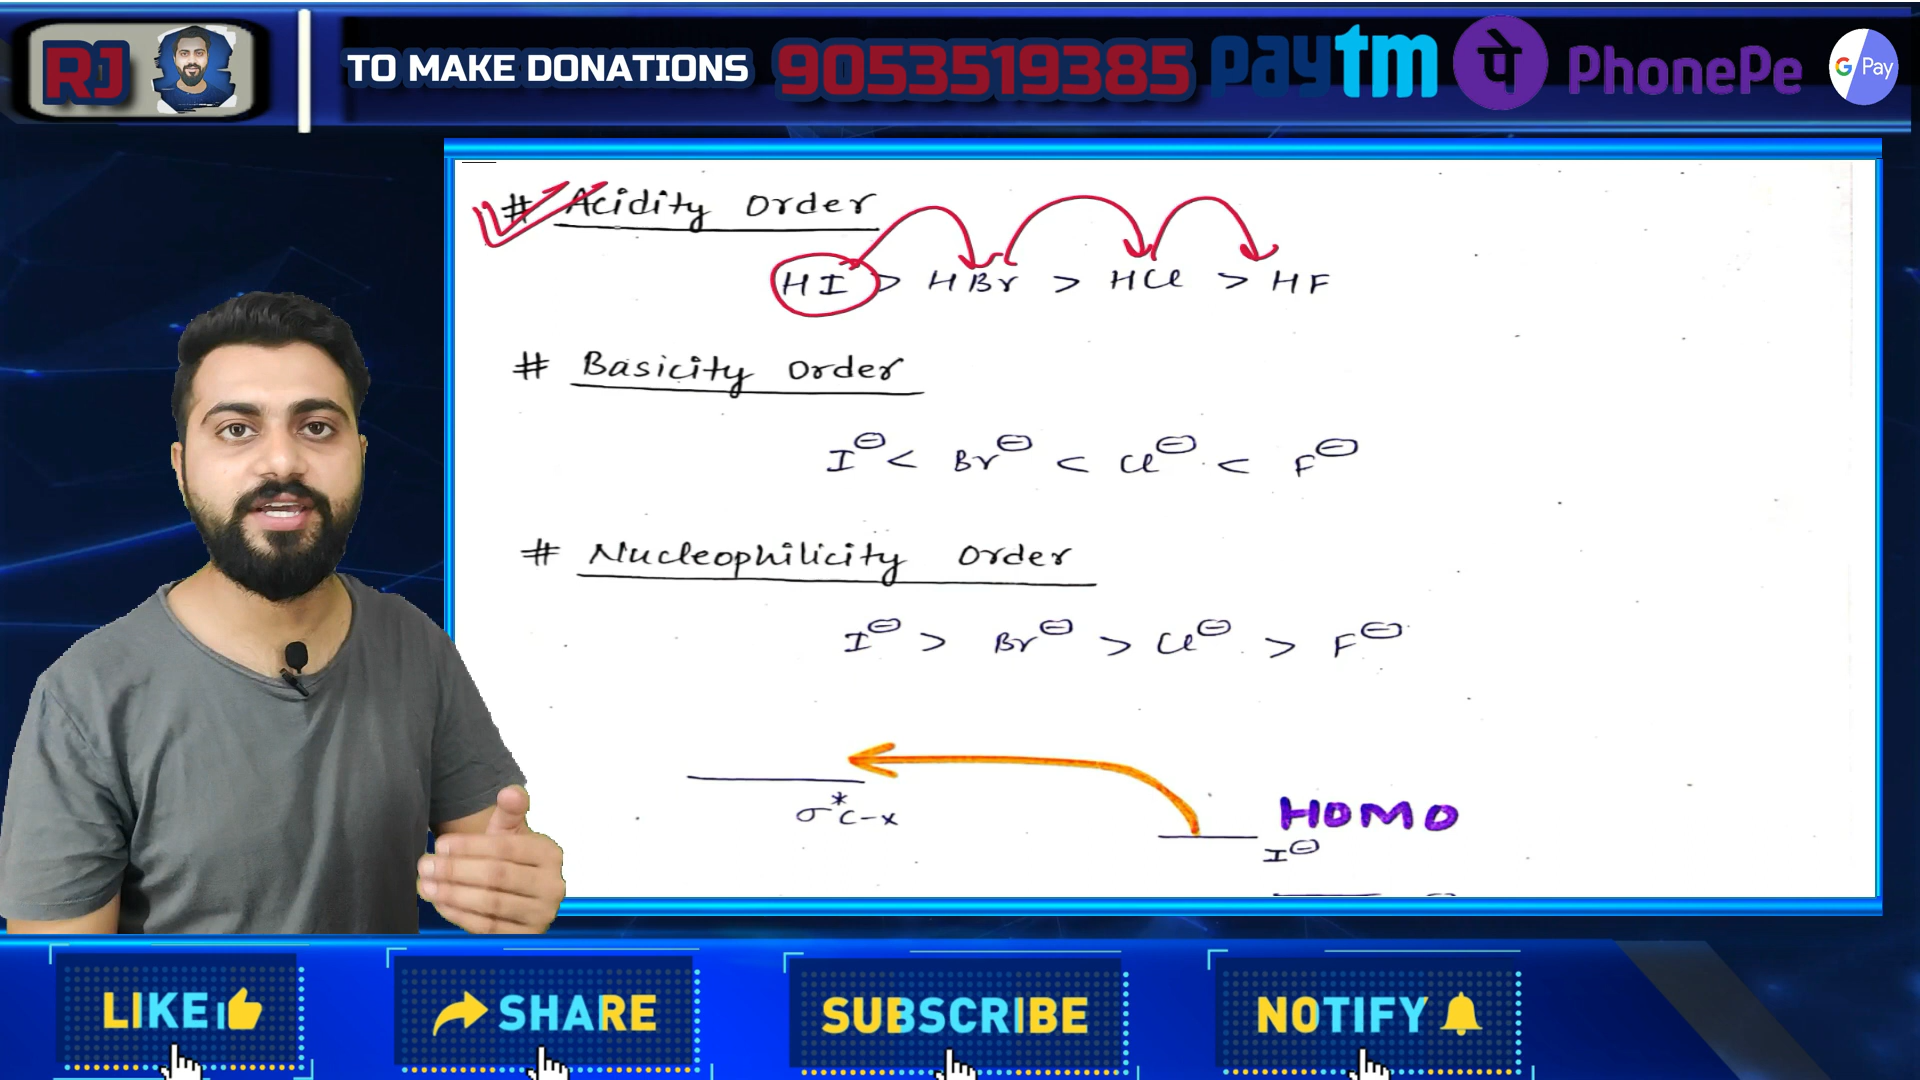 RJ
TO MAKE DONATIONS 9053519385 paytm पे PhonePe G Pay
# Acidity Order
HI > HBr > HCl > HF
# Basicity Order
I⊖ < Br⊖ < Cl⊖ < F⊖
# Nucleophilicity Order
I⊖ > Br⊖ > Cl⊖ > F⊖
σ*C-X
HOMO
I⊖
LIKE SHARE SUBSCRIBE NOTIFY